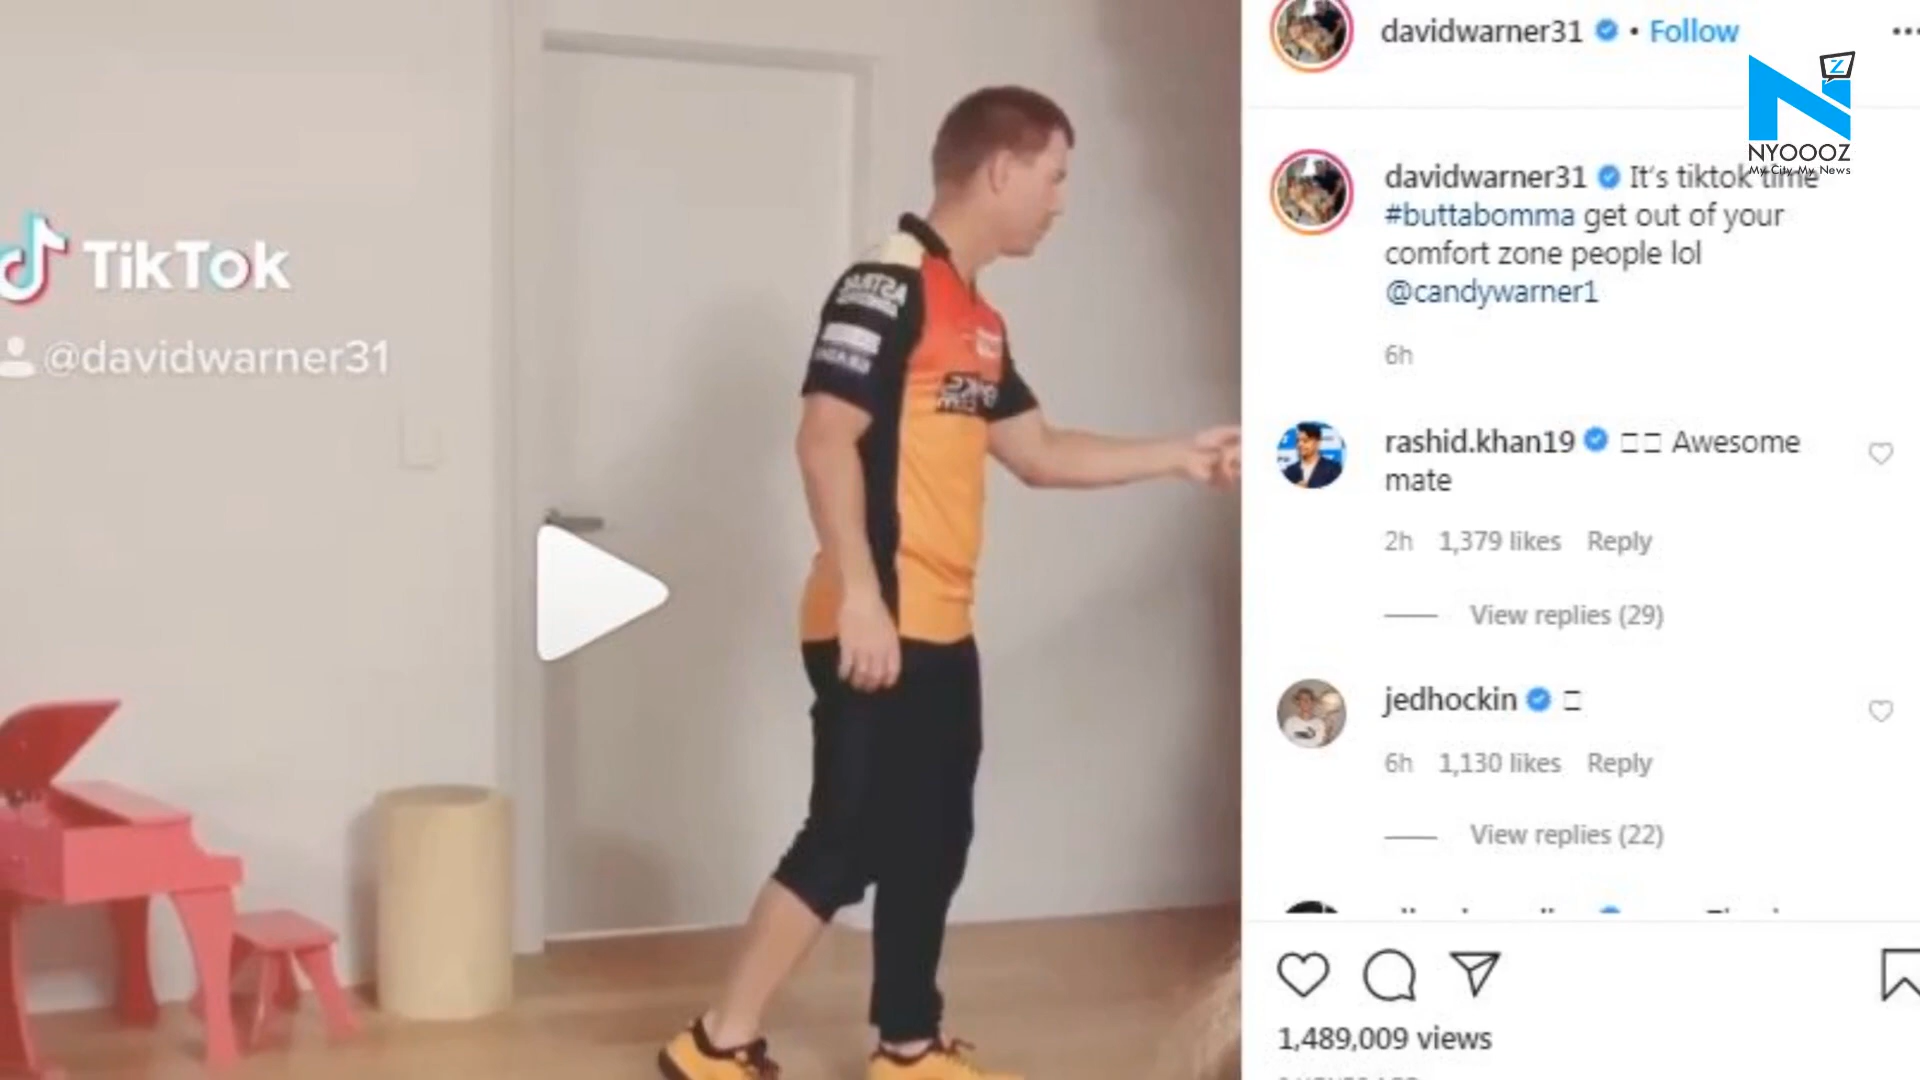 TikTok
@davidwarner31
davidwarner31 • Follow
NYOOOZ
My City My News
davidwarner31 It's tiktok time
#buttabomma get out of your
comfort zone people lol
@candywarner1
6h
rashid.khan19 Awesome
mate
2h 1,379 likes Reply
View replies (29)
jedhockin
6h 1,130 likes Reply
View replies (22)
1,489,009 views